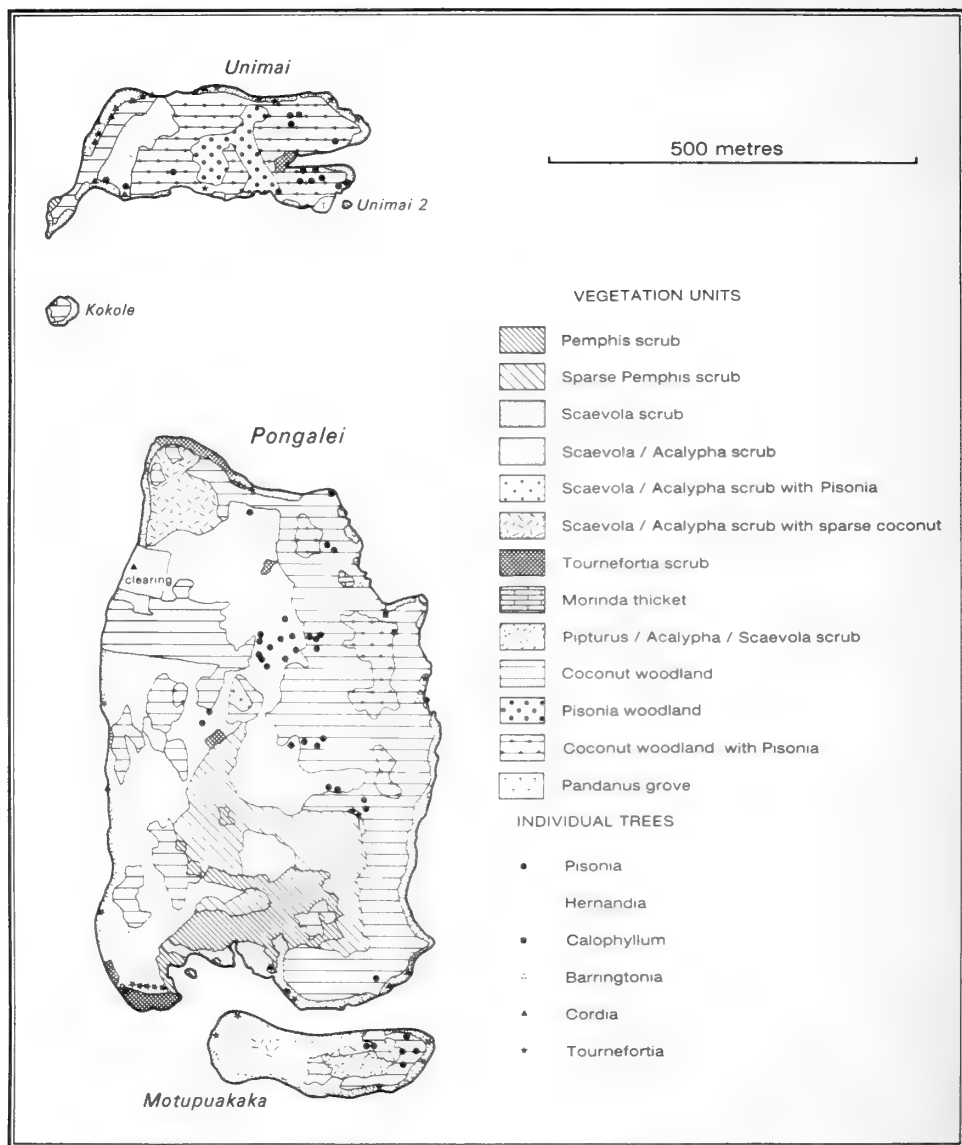 Unimai
500 metres
Unimai 2
Kokole
VEGETATION UNITS
Pemphis scrub
Sparse Pemphis scrub
Scaevola scrub
Scaevola / Acalypha scrub
Scaevola / Acalypha scrub with Pisonia
Scaevola / Acalypha scrub with sparse coconut
Tournefortia scrub
Morinda thicket
Pipturus / Acalypha / Scaevola scrub
Coconut woodland
Pisonia woodland
Coconut woodland with Pisonia
Pandanus grove
INDIVIDUAL TREES
Pisonia
Hernandia
Calophyllum
Barringtonia
Cordia
Tournefortia
Pongalei
clearing
Motupuakaka